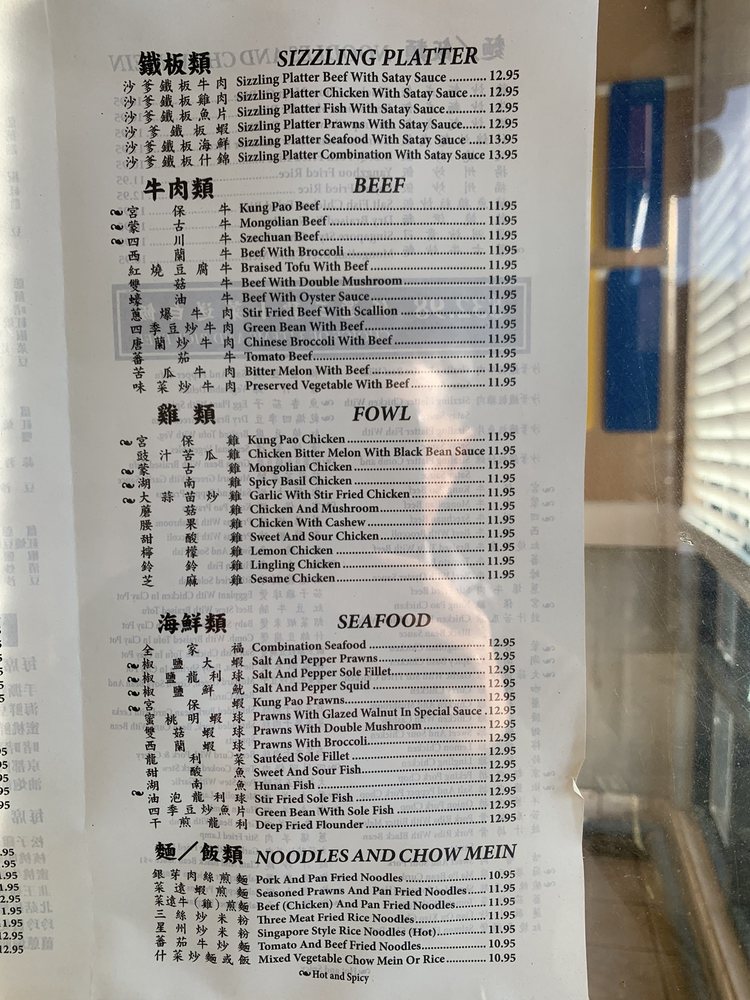 鐵板類 SIZZLING PLATTER
沙爹鐵板牛肉 Sizzling Platter Beef With Satay Sauce ........... 12.95
沙爹鐵板雞肉 Sizzling Platter Chicken With Satay Sauce ..... 12.95
沙爹鐵板魚片 Sizzling Platter Fish With Satay Sauce ............ 12.95
沙爹鐵板蝦 Sizzling Platter Prawns With Satay Sauce ....... 12.95
沙爹鐵板海鮮 Sizzling Platter Seafood With Satay Sauce ...... 13.95
沙爹鐵板什錦 Sizzling Platter Combination With Satay Sauce 13.95
牛肉類 BEEF
宮保牛 Kung Pao Beef ........ 11.95
蒙古牛 Mongolian Beef ........ 11.95
四川牛 Szechuan Beef ........ 11.95
西蘭牛 Beef With Broccoli ........ 11.95
紅燒豆腐牛 Braised Tofu With Beef ........ 11.95
雙菇牛 Beef With Double Mushroom ........ 11.95
蠔油牛 Beef With Oyster Sauce ........ 11.95
蔥爆牛肉 Stir Fried Beef With Scallion ........ 11.95
四季豆炒牛肉 Green Bean With Beef ........ 11.95
唐蘭炒牛肉 Chinese Broccoli With Beef ........ 11.95
蕃茄牛 Tomato Beef ........ 11.95
苦瓜牛肉 Bitter Melon With Beef ........ 11.95
味菜炒牛肉 Preserved Vegetable With Beef ........ 11.95
雞類 FOWL
宮保雞 Kung Pao Chicken ........ 11.95
豉汁苦瓜雞 Chicken Bitter Melon With Black Bean Sauce 11.95
蒙古雞 Mongolian Chicken ........ 11.95
湖南雞 Spicy Basil Chicken ........ 11.95
大蒜苗炒雞 Garlic With Stir Fried Chicken ........ 11.95
蘑菇雞 Chicken And Mushroom ........ 11.95
腰果雞 Chicken With Cashew ........ 11.95
甜酸雞 Sweet And Sour Chicken ........ 11.95
檸檬雞 Lemon Chicken ........ 11.95
鈴鈴雞 Lingling Chicken ........ 11.95
芝麻雞 Sesame Chicken ........ 11.95
海鮮類 SEAFOOD
全家福 Combination Seafood ........ 12.95
椒鹽大蝦 Salt And Pepper Prawns ........ 12.95
椒鹽龍利球 Salt And Pepper Sole Fillet ........ 12.95
椒鹽鮮魷 Salt And Pepper Squid ........ 12.95
宮保蝦 Kung Pao Prawns ........ 12.95
蜜桃明蝦球 Prawns With Glazed Walnut In Special Sauce . 12.95
雙菇蝦球 Prawns With Double Mushroom ........ 12.95
西蘭蝦球 Prawns With Broccoli ........ 12.95
龍利菜 Sautéed Sole Fillet ........ 12.95
甜酸魚 Sweet And Sour Fish ........ 12.95
湖南魚 Hunan Fish ........ 12.95
油泡龍利球 Stir Fried Sole Fish ........ 12.95
四季豆炒魚片 Green Bean With Sole Fish ........ 12.95
干煎龍利 Deep Fried Flounder ........ 12.95
麵／飯類 NOODLES AND CHOW MEIN
銀芽肉絲煎麵 Pork And Pan Fried Noodles ........ 10.95
菜遠蝦煎麵 Seasoned Prawns And Pan Fried Noodles ...... 11.95
菜遠牛(雞)煎麵 Beef (Chicken) And Pan Fried Noodles ........ 11.95
三絲炒米粉 Three Meat Fried Rice Noodles ........ 11.95
星州炒米粉 Singapore Style Rice Noodles (Hot) ........ 11.95
蕃茄牛炒麵 Tomato And Beef Fried Noodles ........ 10.95
什菜炒麵或飯 Mixed Vegetable Chow Mein Or Rice ........ 10.95
Hot and Spicy